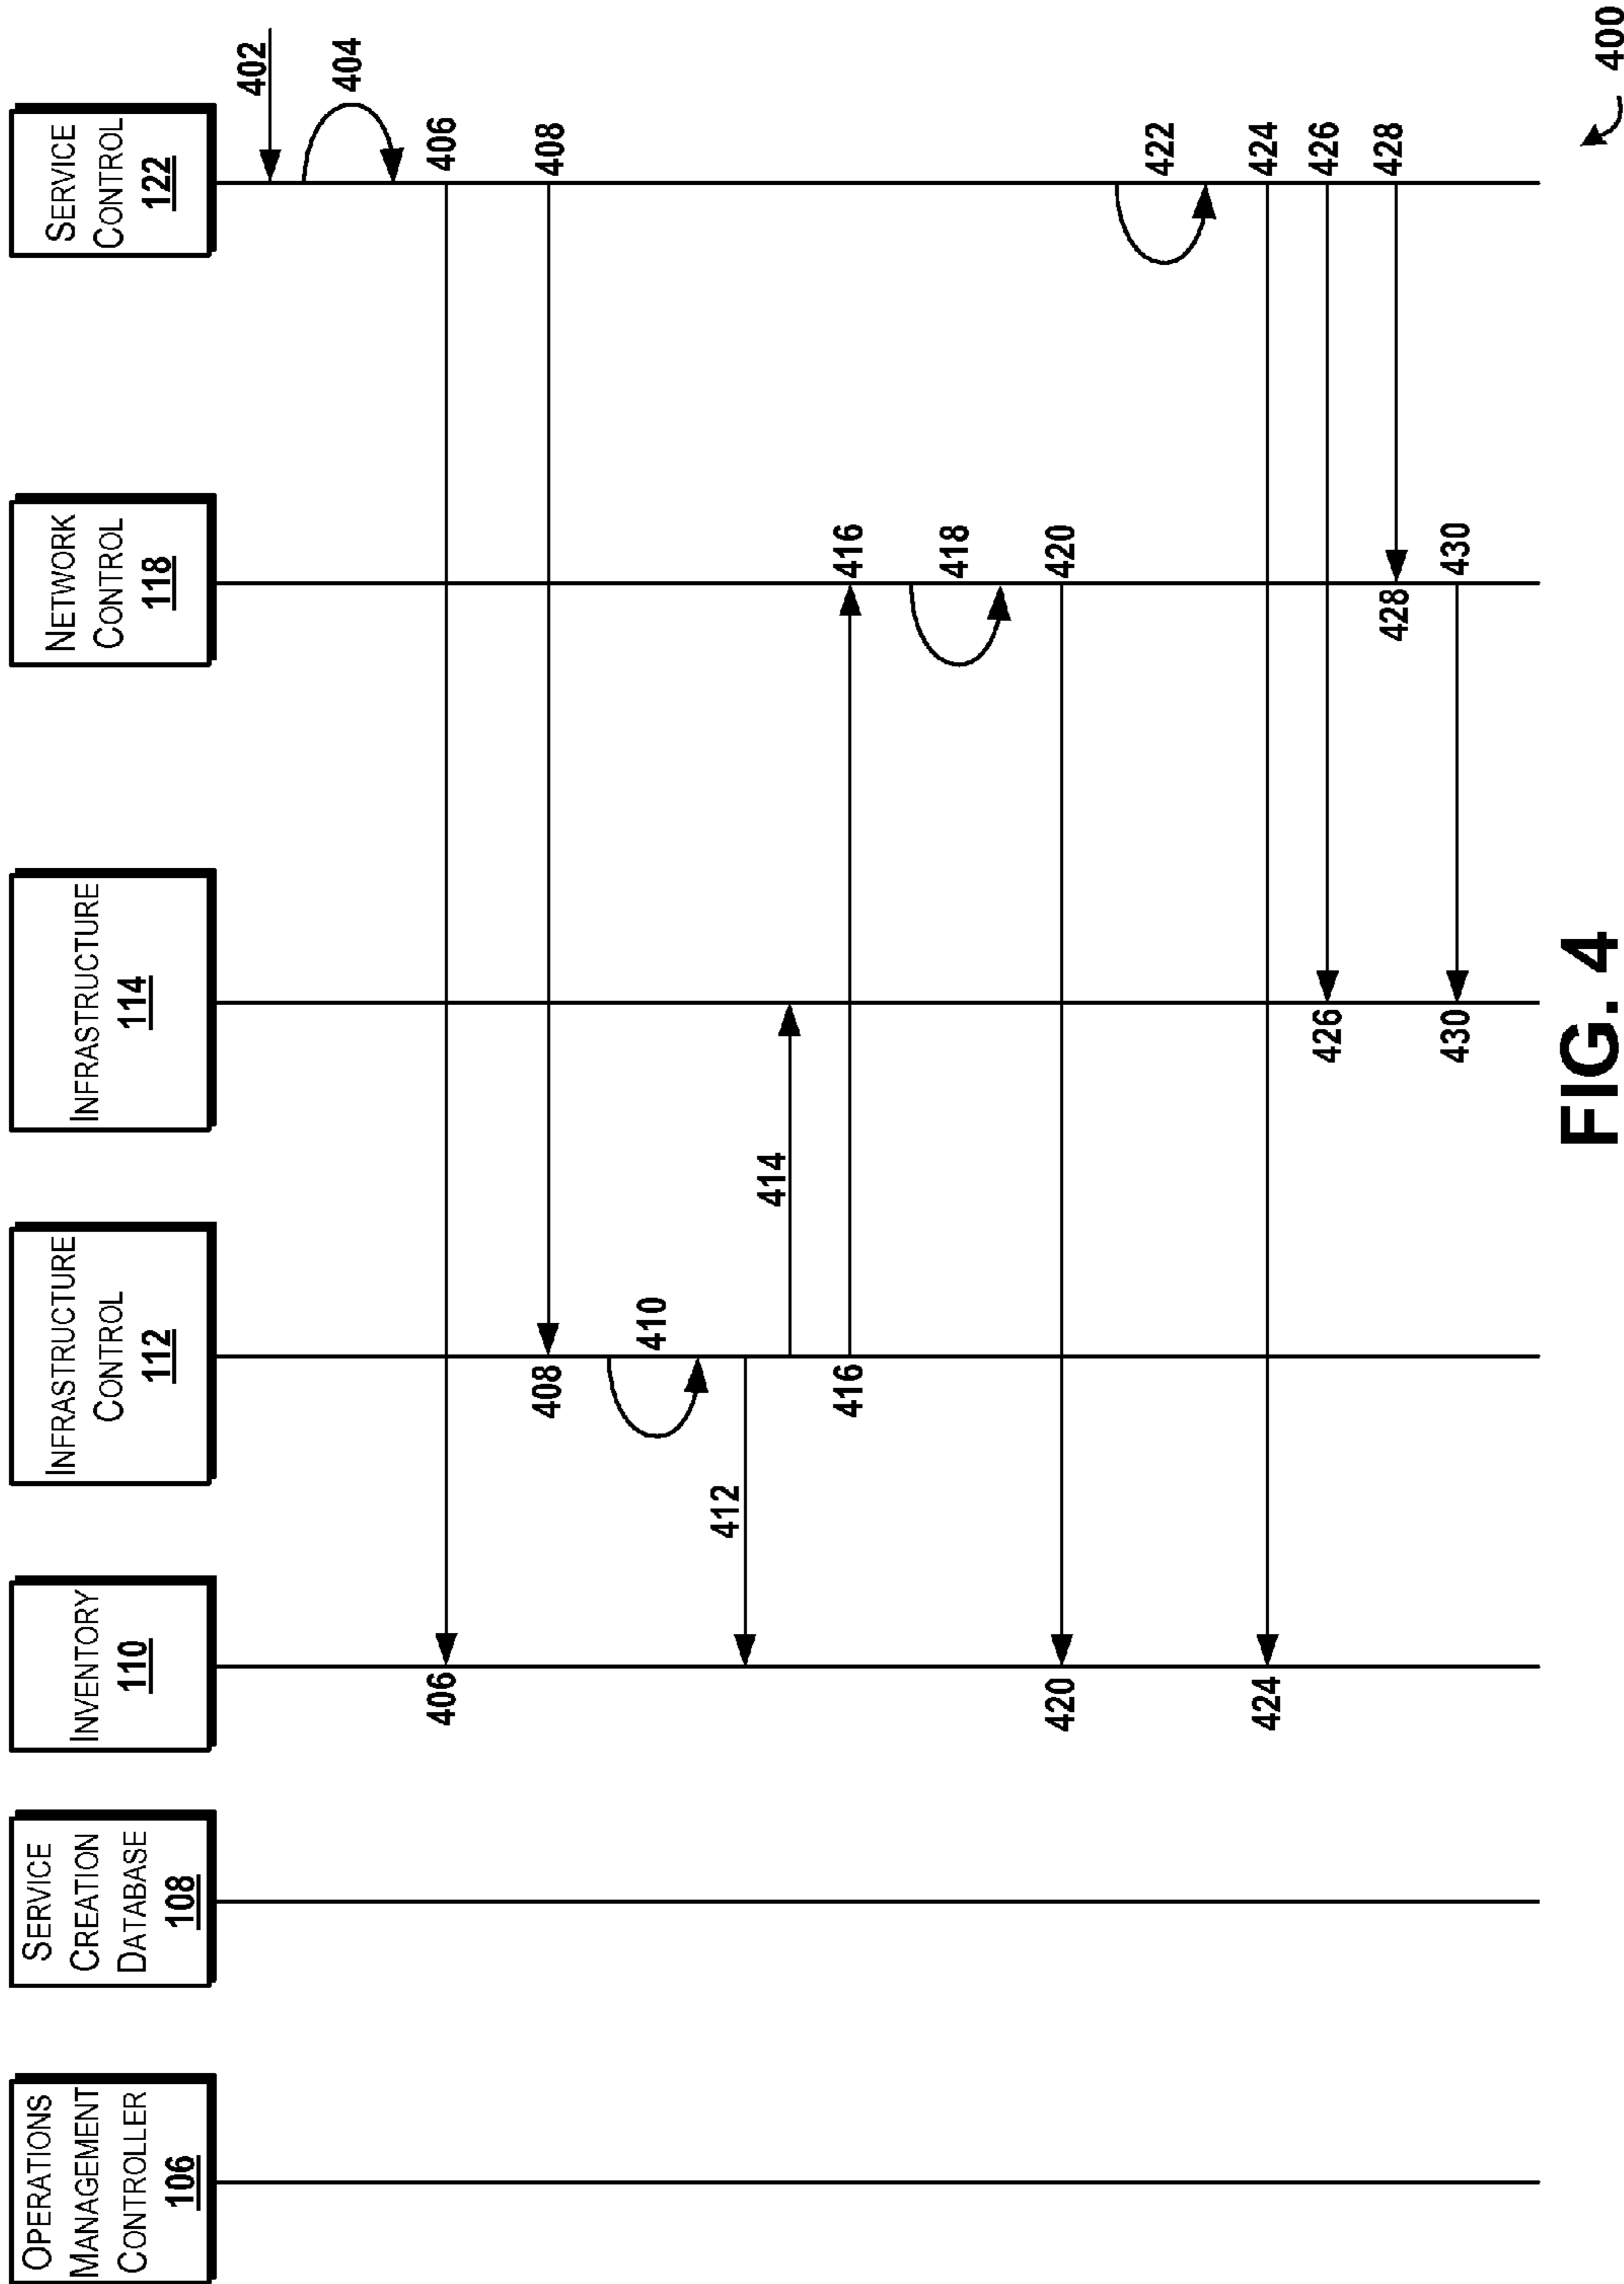 OPERATIONS
MANAGEMENT
CONTROLLER
106
SERVICE
CREATION
DATABASE
108
INVENTORY
110
INFRASTRUCTURE
CONTROL
112
INFRASTRUCTURE
114
NETWORK
CONTROL
118
SERVICE
CONTROL
122
402
404
406
406
408
408
410
412
414
416
416
418
420
420
422
424
424
426
426
428
428
430
430
FIG. 4
400